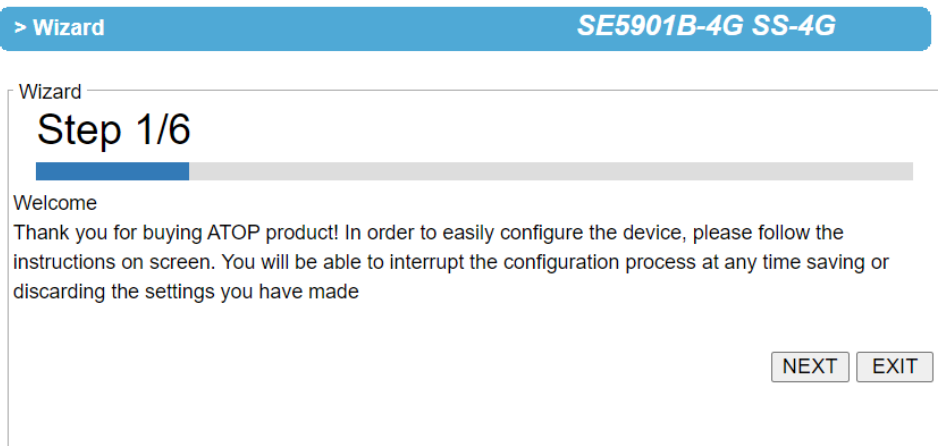 > Wizard
SE5901B-4G SS-4G
Wizard
Step 1/6
Welcome
Thank you for buying ATOP product! In order to easily configure the device, please follow the
instructions on screen. You will be able to interrupt the configuration process at any time saving or
discarding the settings you have made
NEXT EXIT